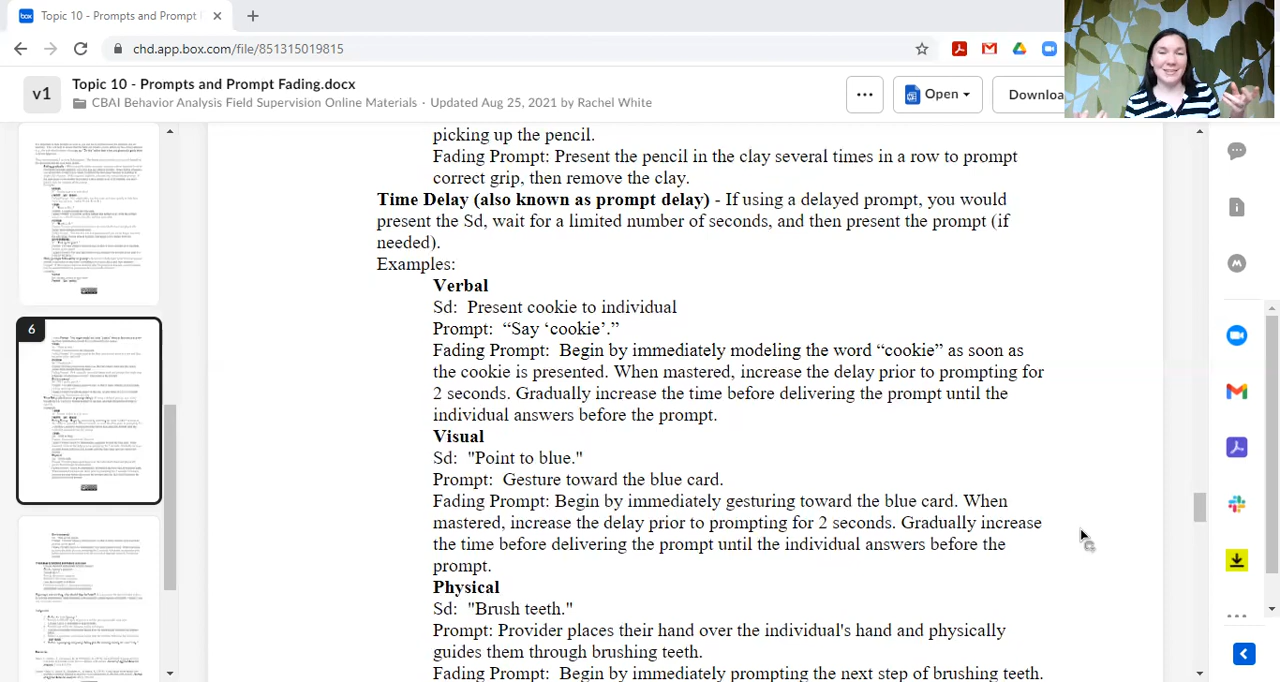 Topic 10 - Prompts and Prompt F
chd.app.box.com/file/851315019815
v1
Topic 10 - Prompts and Prompt Fading.docx
CBAI Behavior Analysis Field Supervision Online Materials · Updated Aug 25, 2021 by Rachel White
Open
Downloa
picking up the pencil.
Fading Prompt: Present the pencil in the clay several times in a row to prompt
correct grip then remove the clay.
Time Delay (also known as prompt delay) - If using a delayed prompt, you would
present the Sd, wait a predicted number of seconds, and then present the prompt (if
needed).
Examples:
Verbal
Sd: Present cookie to individual
Prompt: “Say ‘cookie’.”
Fading Prompt: Begin by immediately modeling the word “cookie” as soon as
the cookie is presented. When mastered, increase the delay prior to prompting for
2 seconds. Gradually increase the time before delivering the prompt until the
individual answers before the prompt.
Visual
Sd: "Point to blue."
Prompt: Gesture toward the blue card.
Fading Prompt: Begin by immediately gesturing toward the blue card. When
mastered, increase the delay prior to prompting for 2 seconds. Gradually increase
the time before delivering the prompt until the individual answers before the
prompt.
Physical
Sd: "Brush teeth."
Prompt: Provider places their hand over the learner's hand and physically
guides through brushing teeth.
Fading Prompt: Begin by immediately prompting the next step of brushing teeth.
6